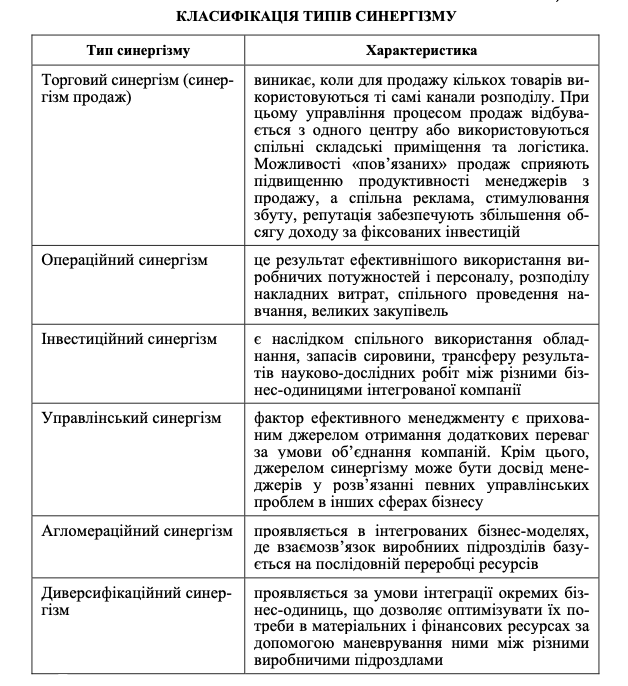 КЛАСИФІКАЦІЯ ТИПІВ СИНЕРГІЗМУ
Тип синергізму
Характеристика
Торговий синергізм (синер-
гізм продаж)
виникає, коли для продажу кількох товарів ви-
користовуються ті самі канали розподілу. При
цьому управління процесом продаж відбува-
ється з одного центру або використовуються
спільні складські приміщення та логістика.
Можливості «пов’язаних» продаж сприяють
підвищенню продуктивності менеджерів з
продажу, а спільна реклама, стимулювання
збуту, репутація забезпечують збільшення об-
сягу доходу за фіксованих інвестицій
Операційний синергізм
це результат ефективнішого використання ви-
робничих потужностей і персоналу, розподілу
накладних витрат, спільного проведення на-
вчання, великих закупівель
Інвестиційний синергізм
є наслідком спільного використання облад-
нання, запасів сировини, трансферу результа-
тів науково-дослідних робіт між різними біз-
нес-одиницями інтегрованої компанії
Управлінський синергізм
фактор ефективного менеджменту є прихова-
ним джерелом отримання додаткових переваг
за умови об’єднання компаній. Крім цього,
джерелом синергізму може бути досвід мене-
джерів у розв’язанні певних управлінських
проблем в інших сферах бізнесу
Агломераційний синергізм
проявляється в інтегрованих бізнес-моделях,
де взаємозв’язок виробниих підрозділів базу-
ється на послідовній переробці ресурсів
Диверсифікаційний синер-
гізм
проявляється за умови інтеграції окремих біз-
нес-одиниць, що дозволяє оптимізувати їх по-
треби в матеріальних і фінансових ресурсах за
допомогою маневрування ними між різними
виробничими підрозділами